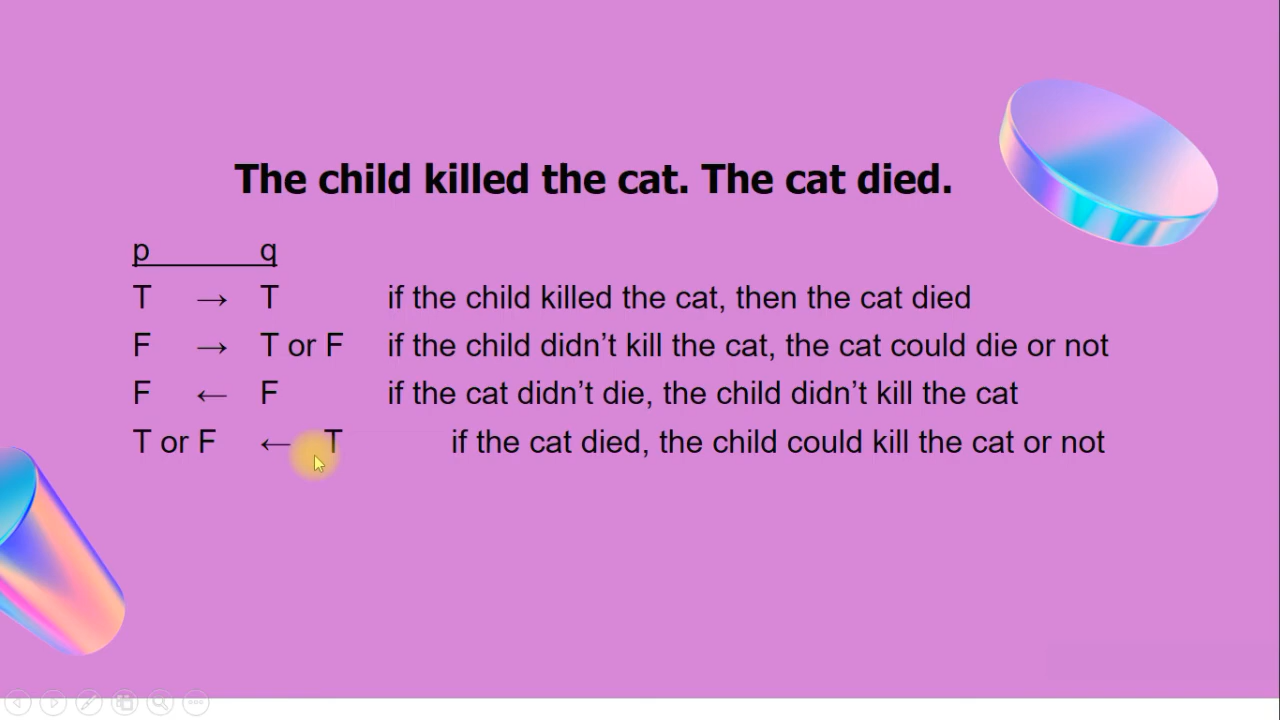 The child killed the cat. The cat died.
p q
T → T if the child killed the cat, then the cat died
F → T or F if the child didn’t kill the cat, the cat could die or not
F ← F if the cat didn’t die, the child didn’t kill the cat
T or F ← T if the cat died, the child could kill the cat or not